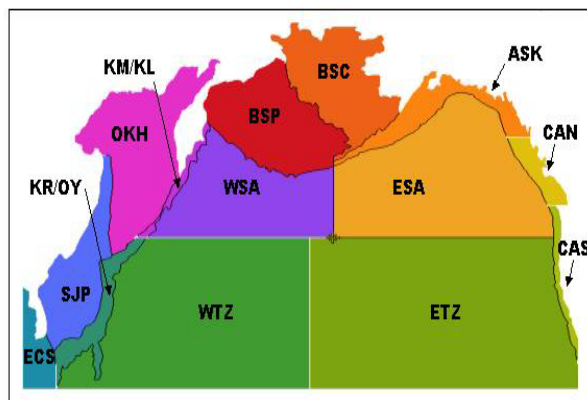 ASK
BSC
KM/KL
BSP
OKH
CAN
KR/OY
WSA
ESA
CAS
SJP
WTZ
ETZ
ECS